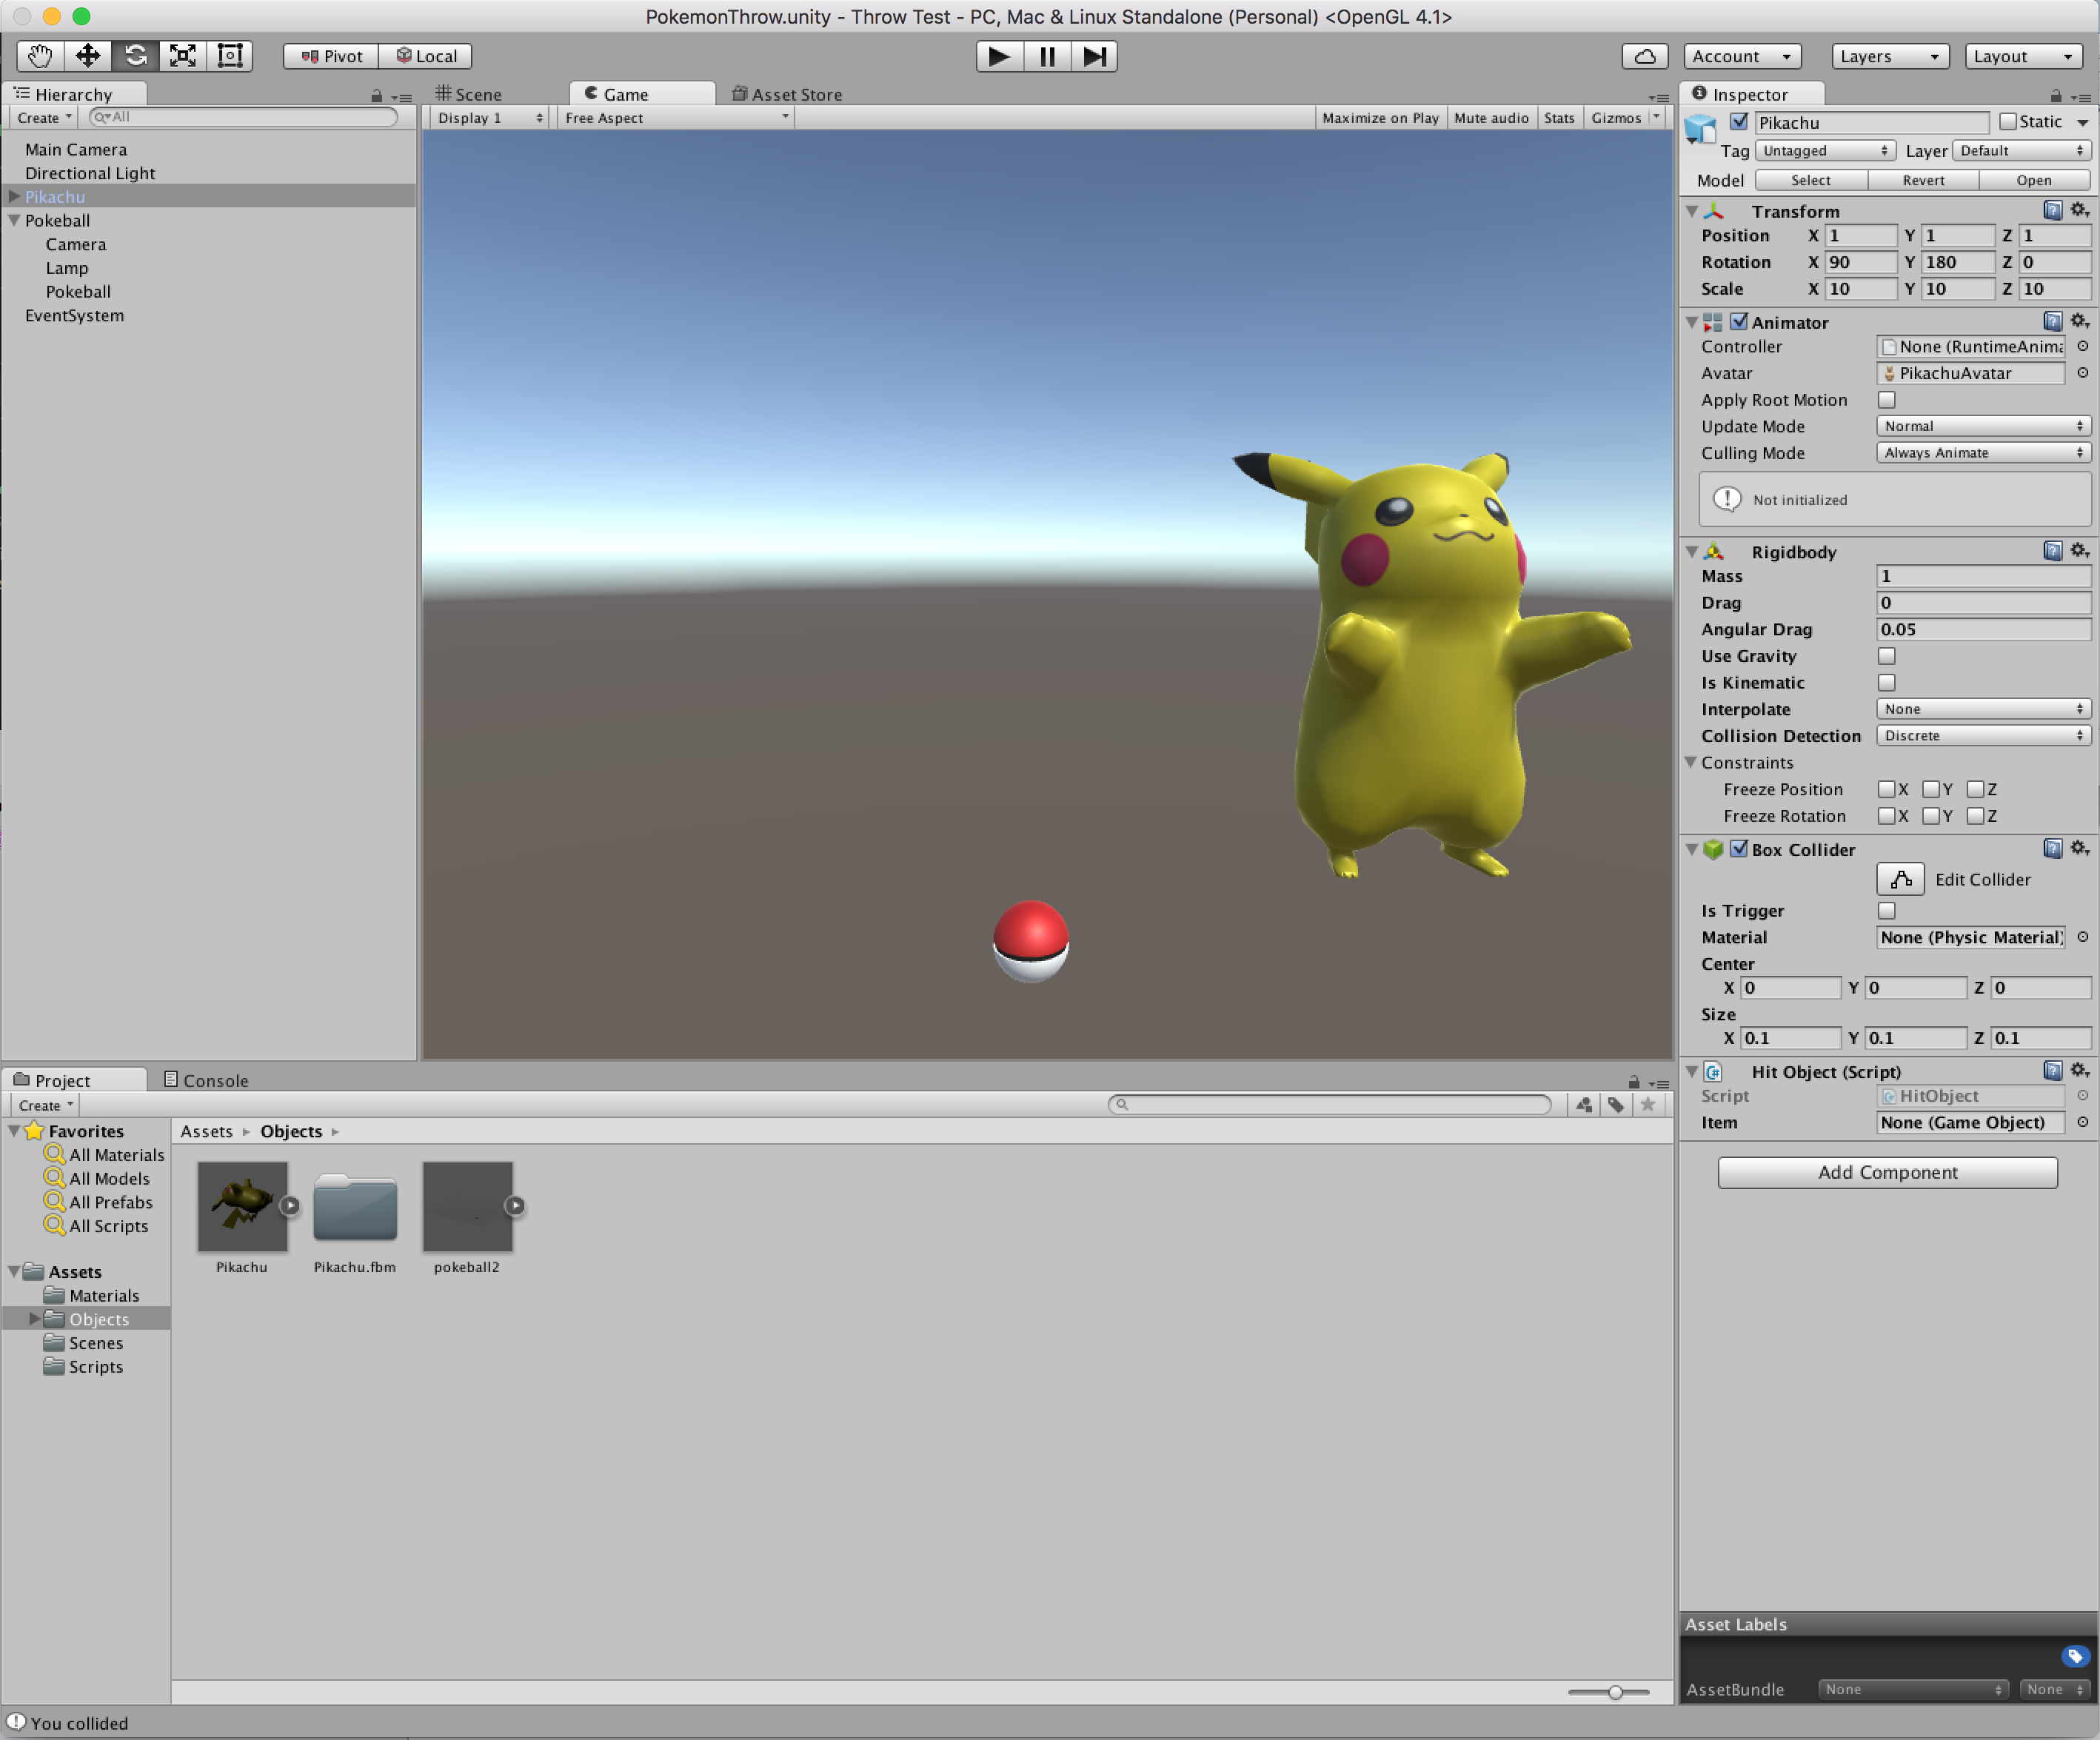 PokemonThrow.unity - Throw Test - PC, Mac & Linux Standalone (Personal) <OpenGL 4.1>
Pivot Local Account Layers Layout
Hierarchy
Create All
Main Camera
Directional Light
Pikachu
Pokeball
Camera
Lamp
Pokeball
EventSystem
Scene Game Asset Store
Display 1 Free Aspect Maximize on Play Mute audio Stats Gizmos
Inspector
Pikachu Static
Tag Untagged Layer Default
Model Select Revert Open
Transform
Position X 1 Y 1 Z 1
Rotation X 90 Y 180 Z 0
Scale X 10 Y 10 Z 10
Animator
Controller None (RuntimeAnima
Avatar PikachuAvatar
Apply Root Motion
Update Mode Normal
Culling Mode Always Animate
Not initialized
Rigidbody
Mass 1
Drag 0
Angular Drag 0.05
Use Gravity
Is Kinematic
Interpolate None
Collision Detection Discrete
Constraints
Freeze Position X Y Z
Freeze Rotation X Y Z
Box Collider
Edit Collider
Is Trigger
Material None (Physic Material)
Center
X 0 Y 0 Z 0
Size
X 0.1 Y 0.1 Z 0.1
C# Hit Object (Script)
Script HitObject
Item None (Game Object)
Add Component
Project Console
Create
Favorites
All Materials
All Models
All Prefabs
All Scripts
Assets
Materials
Objects
Scenes
Scripts
Assets Objects
Pikachu Pikachu.fbm pokeball2
Asset Labels
AssetBundle None None
You collided